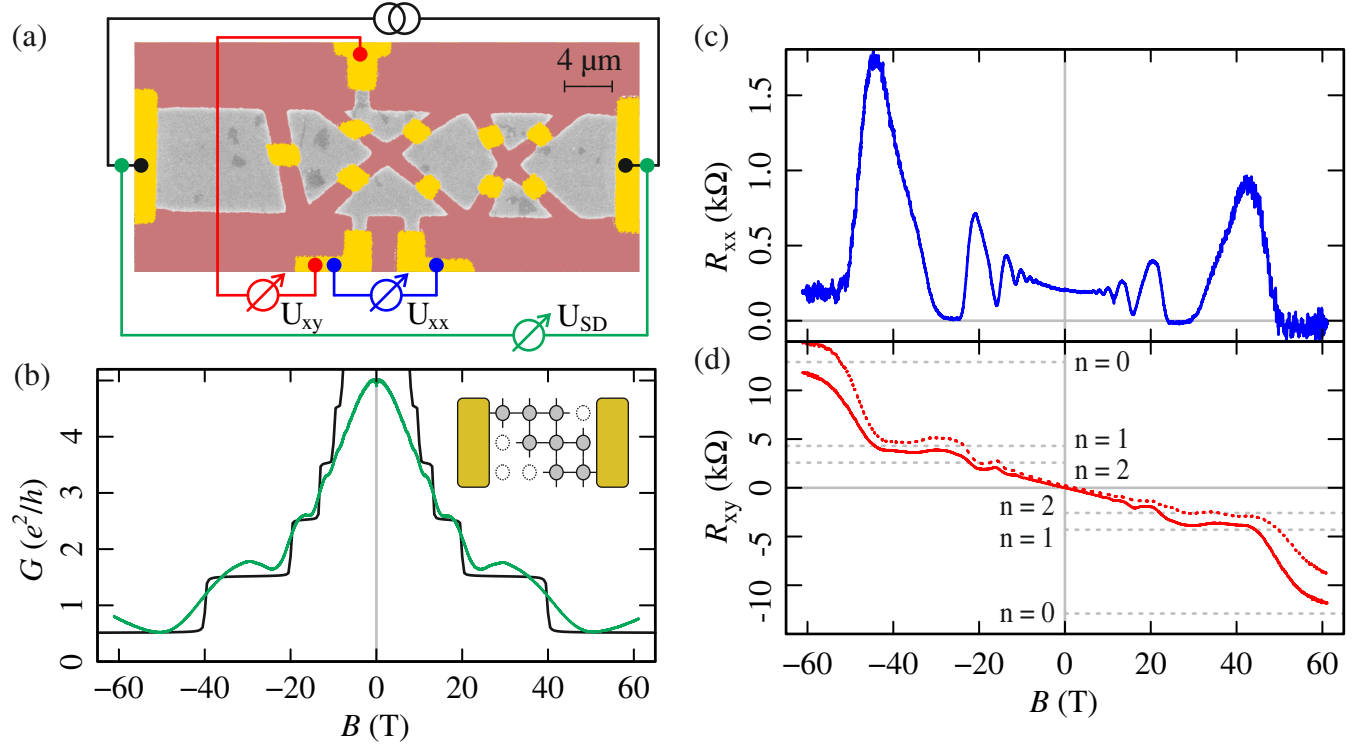 (a)
4 μm
U_xy
U_xx
U_SD
(b)
G (e²/h)
0
1
2
3
4
−60
−40
−20
0
20
40
60
B (T)
(c)
R_xx (kΩ)
0.0
0.5
1.0
1.5
(d)
R_xy (kΩ)
10
5
0
-5
-10
n = 0
n = 1
n = 2
n = 2
n = 1
n = 0
−60
−40
−20
0
20
40
60
B (T)